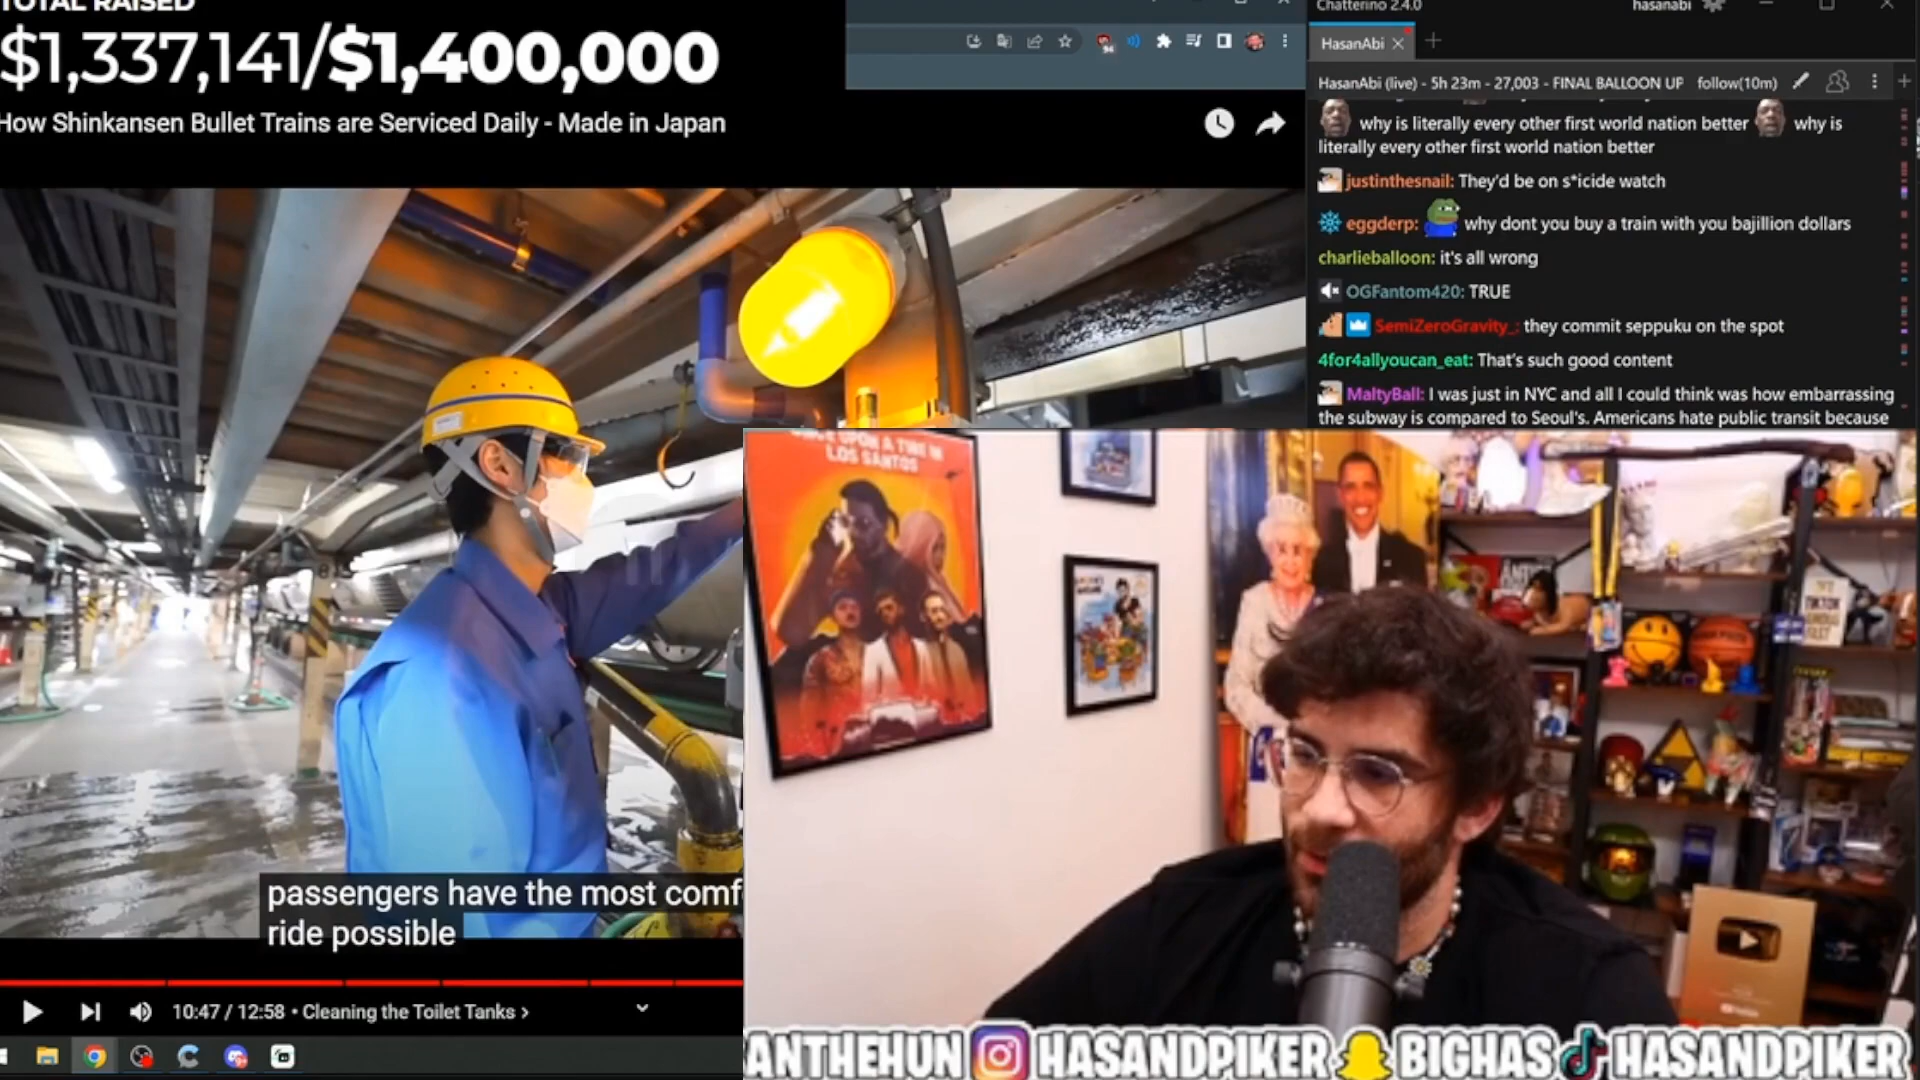 TOTAL RAISED
$1,337,141/$1,400,000
How Shinkansen Bullet Trains are Serviced Daily - Made in Japan
passengers have the most comf
ride possible
10:47 / 12:58 • Cleaning the Toilet Tanks ›
Chatterino 2.4.0
hasanabi
HasanAbi
HasanAbi (live) - 5h 23m - 27,003 - FINAL BALLOON UP follow(10m)
why is literally every other first world nation better why is
literally every other first world nation better
justinthesnail: They'd be on s*icide watch
eggderp: why dont you buy a train with you bajillion dollars
charlieballoon: it's all wrong
OGFantom420: TRUE
SemiZeroGravity_: they commit seppuku on the spot
4for4allyoucan_eat: That's such good content
MaltyBall: I was just in NYC and all I could think was how embarrassing
the subway is compared to Seoul's. Americans hate public transit because
ONCE UPON A TIME IN
LOS SANTOS
ANTHEHUN HASANDPIKER BIGHAS HASANDPIKER